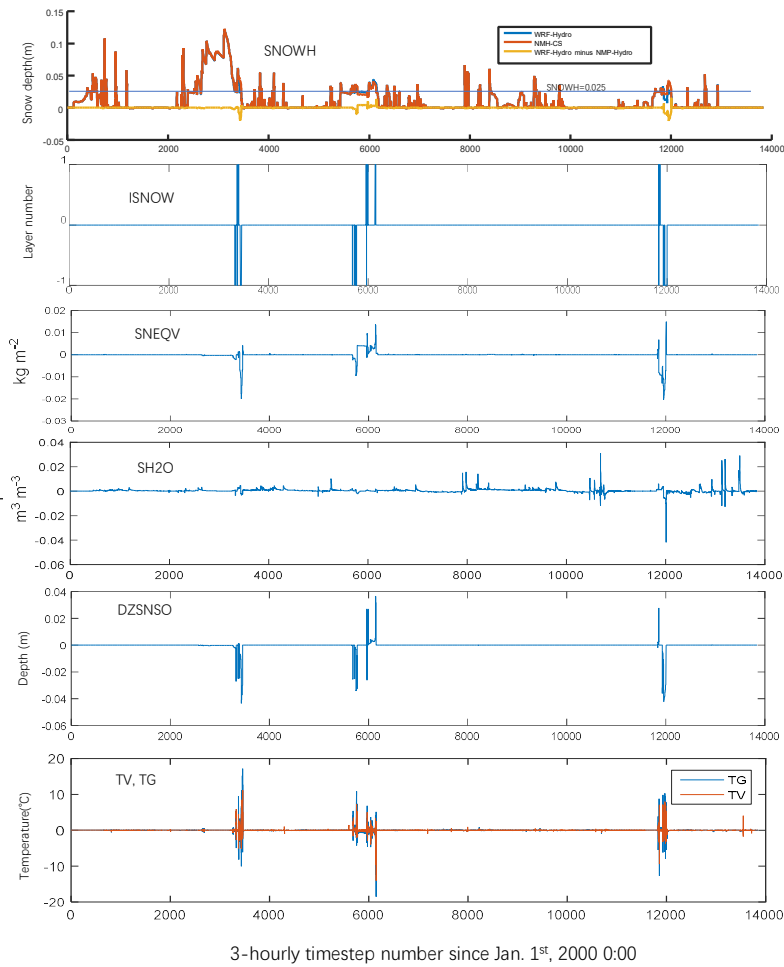 0.15
WRF-Hydro
NMH-CS
WRF-Hydro minus NMP-Hydro
SNOWH
0.1
0.05
SNOWH=0.025
0
-0.05
Snow depth(m)
0 2000 4000 6000 8000 10000 12000 14000
1
ISNOW
0
-1
Layer number
0 2000 4000 6000 8000 10000 12000 14000
0.02
SNEQV
0.01
0
-0.01
-0.02
-0.03
kg m-2
0 2000 4000 6000 8000 10000 12000 14000
0.04
SH2O
0.02
0
-0.02
-0.04
-0.06
m3 m-3
0 2000 4000 6000 8000 10000 12000 14000
0.04
DZSNSO
0.02
0
-0.02
-0.04
-0.06
Depth (m)
0 2000 4000 6000 8000 10000 12000 14000
20
TV, TG
TG
TV
10
0
-10
-20
Temperature(℃)
0 2000 4000 6000 8000 10000 12000 14000
3-hourly timestep number since Jan. 1st, 2000 0:00